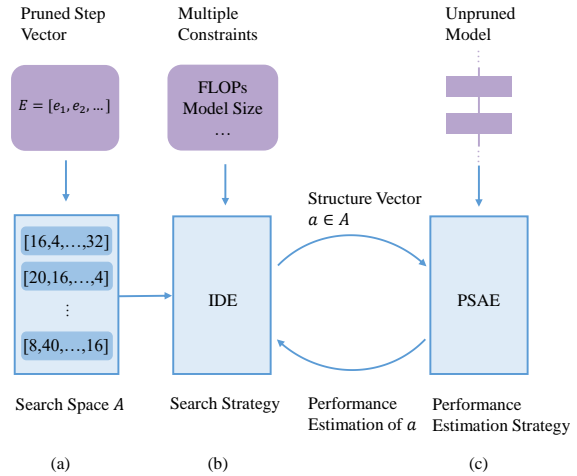 Pruned Step
Vector
Multiple
Constraints
Unpruned
Model
E = [e₁, e₂, …]
FLOPs
Model Size
…
Structure Vector
a ∈ A
[16,4,…,32]
[20,16,…,4]
⋮
[8,40,…,16]
IDE
PSAE
Search Space A
Search Strategy
Performance
Estimation of a
Performance
Estimation Strategy
(a)
(b)
(c)